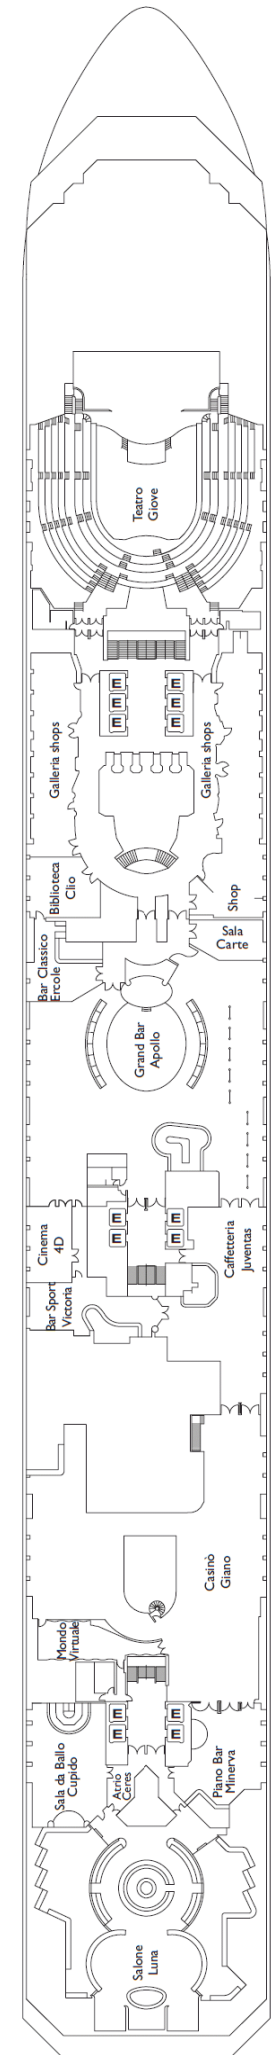 Teatro
Giove
Galleria shops
Galleria shops
Biblioteca
Clio
Shop
Bar Classico
Ercole
Sala
Carte
Grand Bar
Apollo
Cinema
4D
Caffetteria
Juventas
Bar Sport
Victoria
Casinò
Giano
Mondo
Virtuale
Sala da Ballo
Cupido
Atrio
Ceres
Piano Bar
Minerva
Salone
Luna